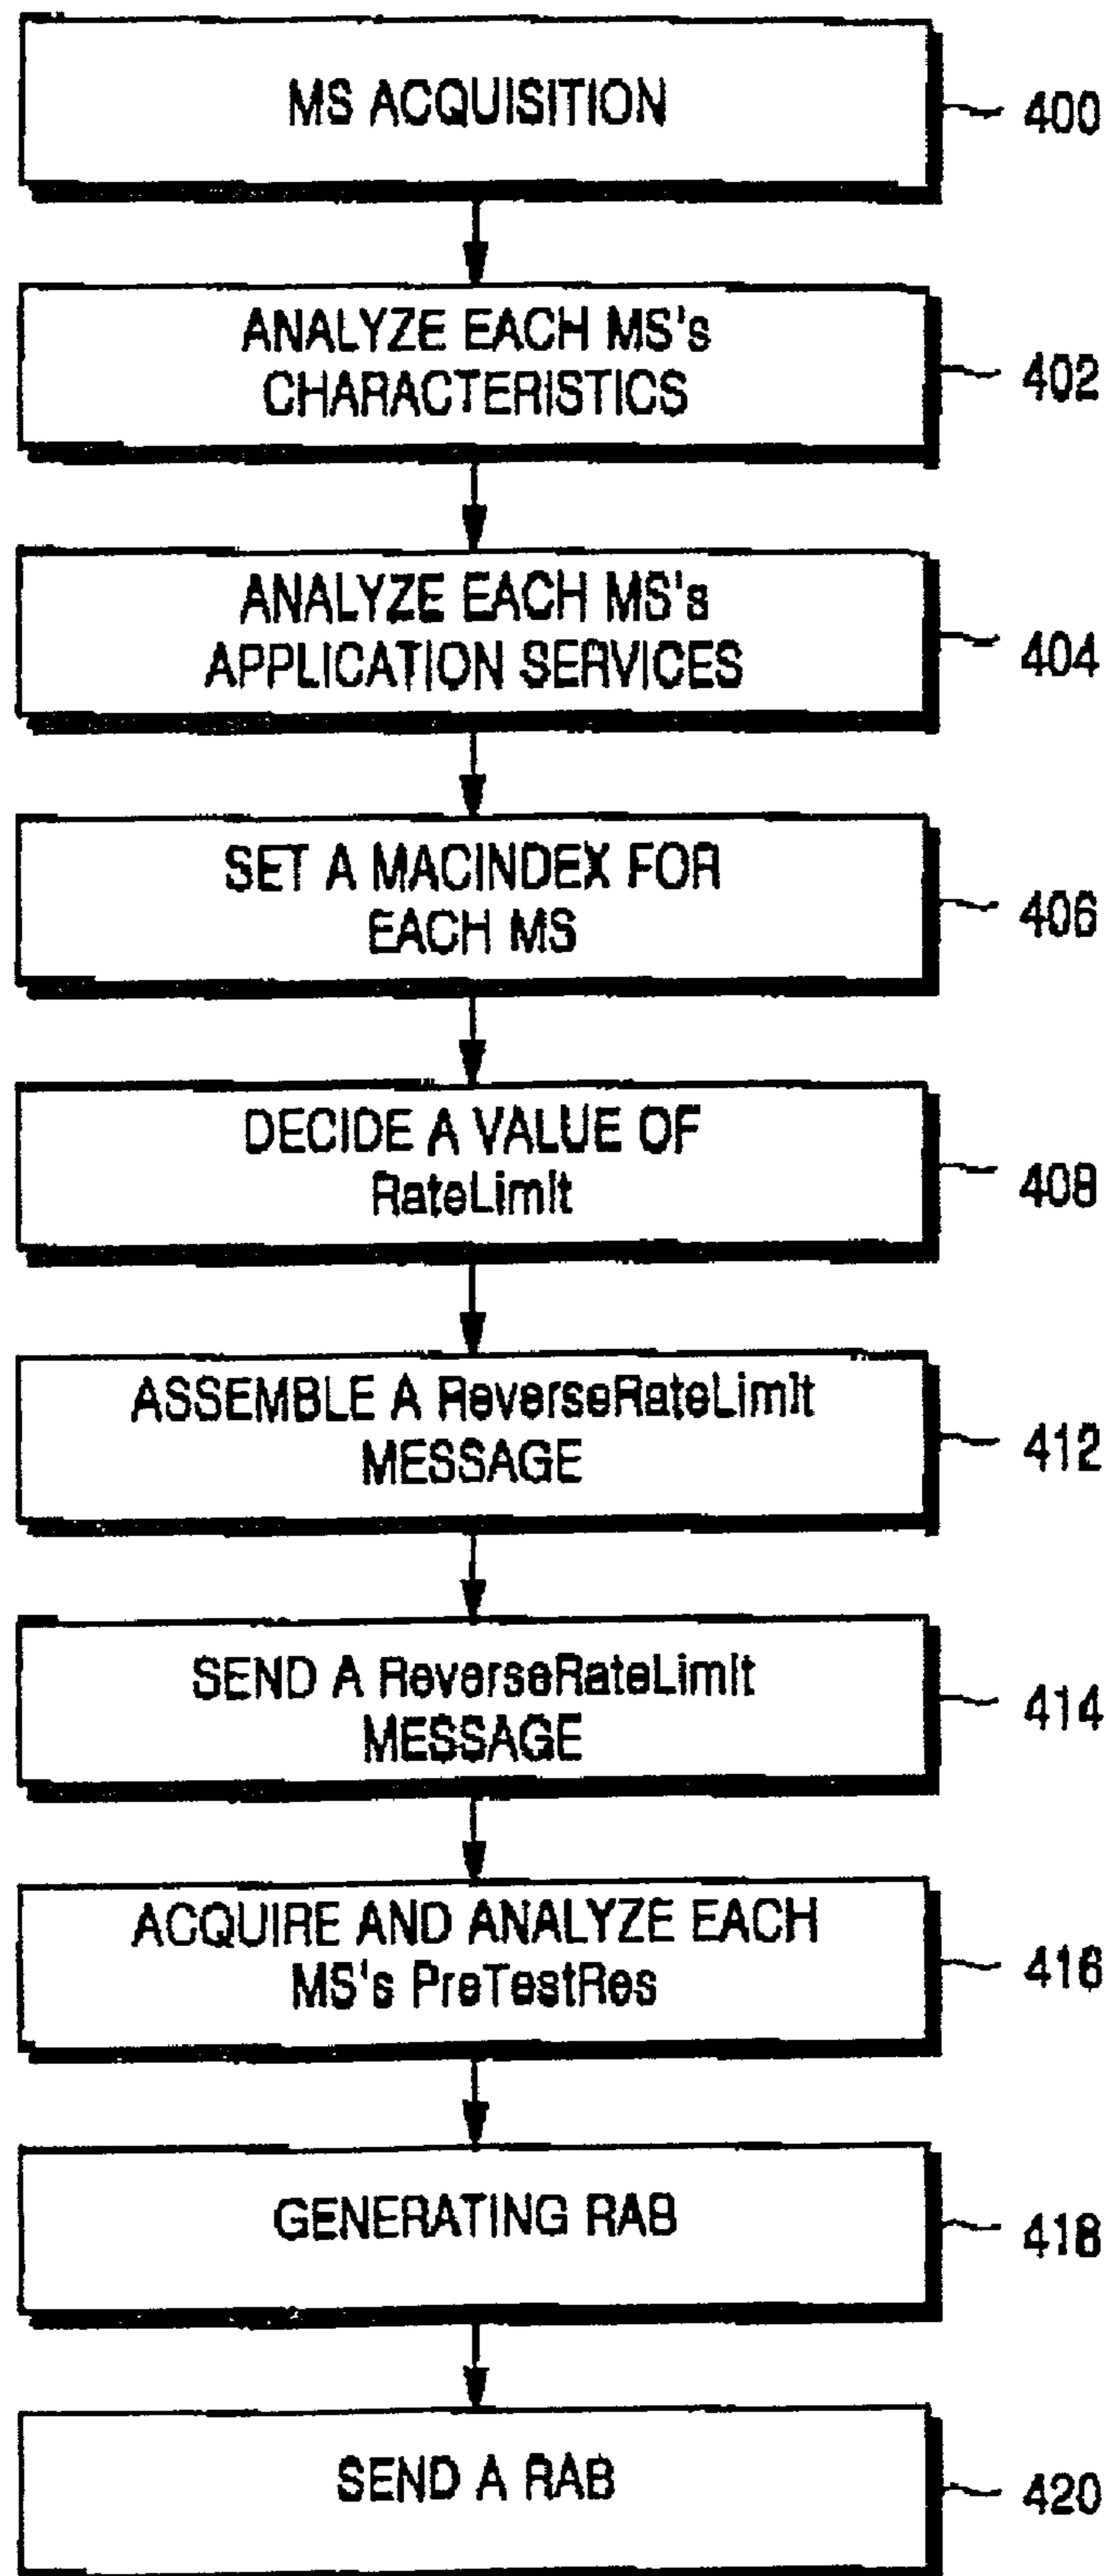 MS ACQUISITION
400
ANALYZE EACH MS's
CHARACTERISTICS
402
ANALYZE EACH MS's
APPLICATION SERVICES
404
SET A MACINDEX FOR
EACH MS
406
DECIDE A VALUE OF
RateLimit
408
ASSEMBLE A ReverseRateLimit
MESSAGE
412
SEND A ReverseRateLimit
MESSAGE
414
ACQUIRE AND ANALYZE EACH
MS's PreTestRes
416
GENERATING RAB
418
SEND A RAB
420